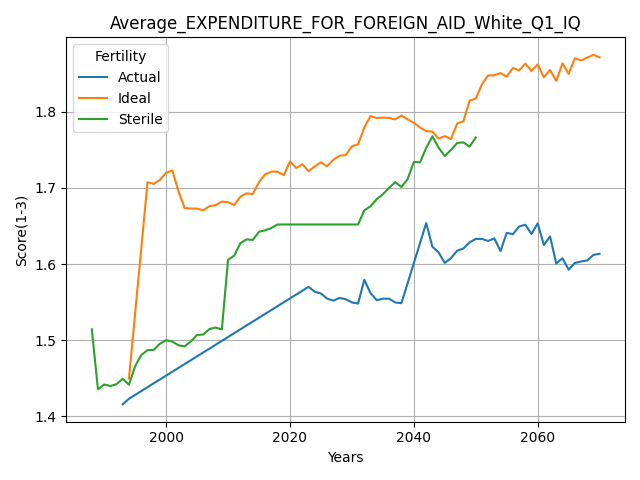 Average_EXPENDITURE_FOR_FOREIGN_AID_White_Q1_IQ
Fertility
Actual
Ideal
Sterile
Score(1-3)
1.8
1.7
1.6
1.5
1.4
2000
2020
2040
2060
Years